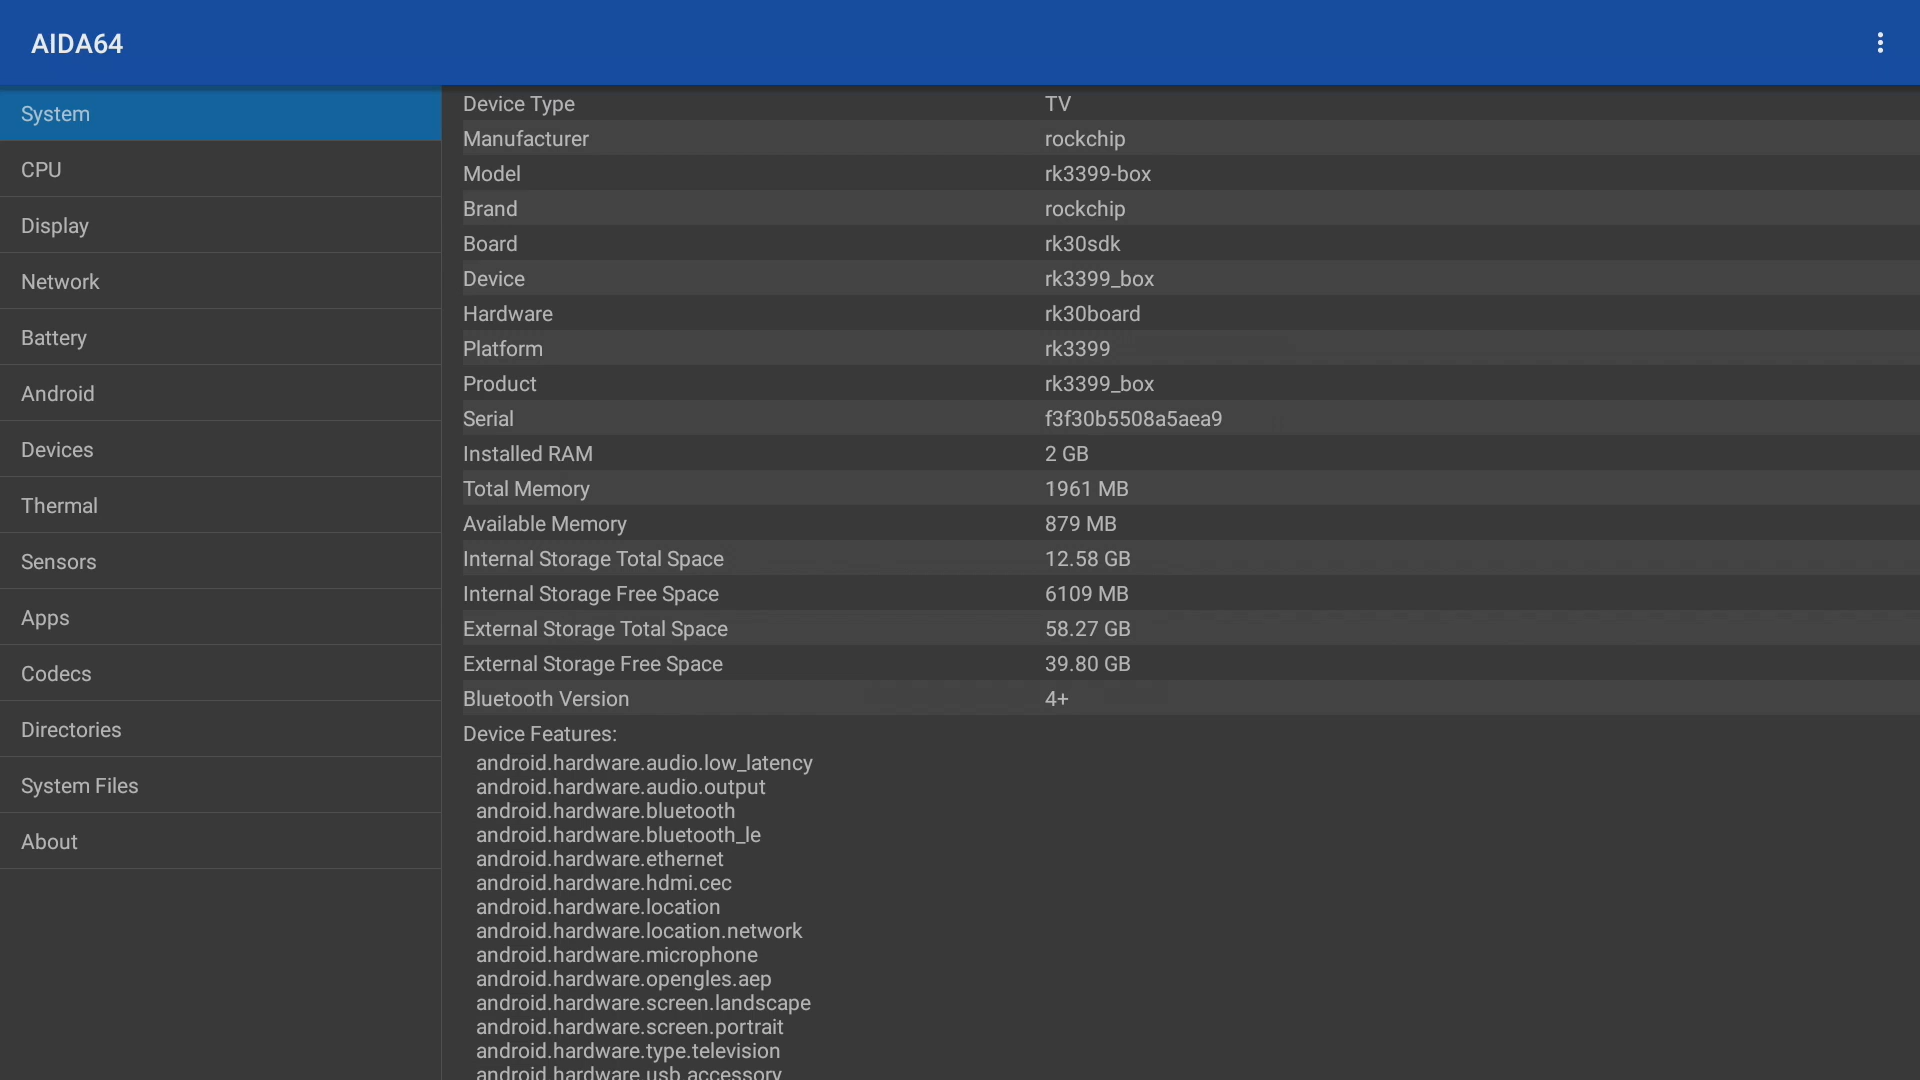 AIDA64
System
CPU
Display
Network
Battery
Android
Devices
Thermal
Sensors
Apps
Codecs
Directories
System Files
About
Device Type TV
Manufacturer rockchip
Model rk3399-box
Brand rockchip
Board rk30sdk
Device rk3399_box
Hardware rk30board
Platform rk3399
Product rk3399_box
Serial f3f30b5508a5aea9
Installed RAM 2 GB
Total Memory 1961 MB
Available Memory 879 MB
Internal Storage Total Space 12.58 GB
Internal Storage Free Space 6109 MB
External Storage Total Space 58.27 GB
External Storage Free Space 39.80 GB
Bluetooth Version 4+
Device Features:
android.hardware.audio.low_latency
android.hardware.audio.output
android.hardware.bluetooth
android.hardware.bluetooth_le
android.hardware.ethernet
android.hardware.hdmi.cec
android.hardware.location
android.hardware.location.network
android.hardware.microphone
android.hardware.opengles.aep
android.hardware.screen.landscape
android.hardware.screen.portrait
android.hardware.type.television
android.hardware.usb.accessory